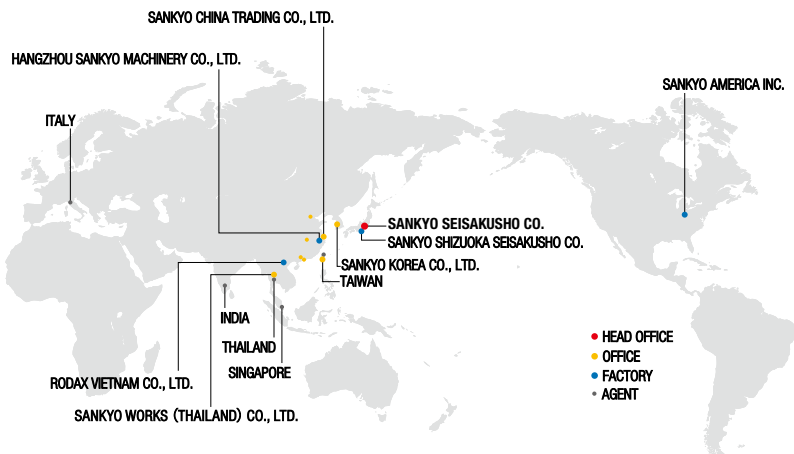 SANKYO CHINA TRADING CO., LTD.
HANGZHOU SANKYO MACHINERY CO., LTD.
SANKYO AMERICA INC.
ITALY
SANKYO SEISAKUSHO CO.
SANKYO SHIZUOKA SEISAKUSHO CO.
SANKYO KOREA CO., LTD.
TAIWAN
INDIA
THAILAND
SINGAPORE
RODAX VIETNAM CO., LTD.
SANKYO WORKS (THAILAND) CO., LTD.
HEAD OFFICE
OFFICE
FACTORY
AGENT